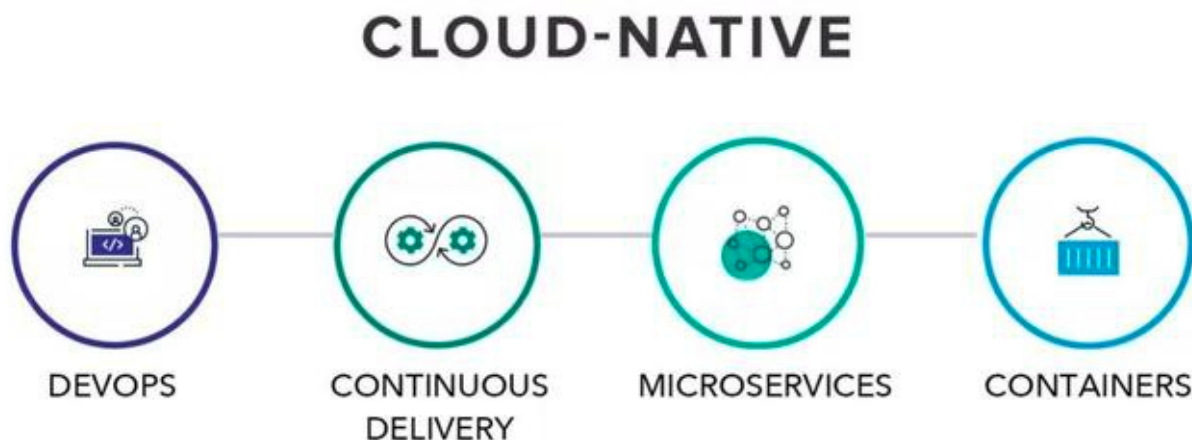 CLOUD-NATIVE
</>
DEVOPS
CONTINUOUS
DELIVERY
MICROSERVICES
CONTAINERS